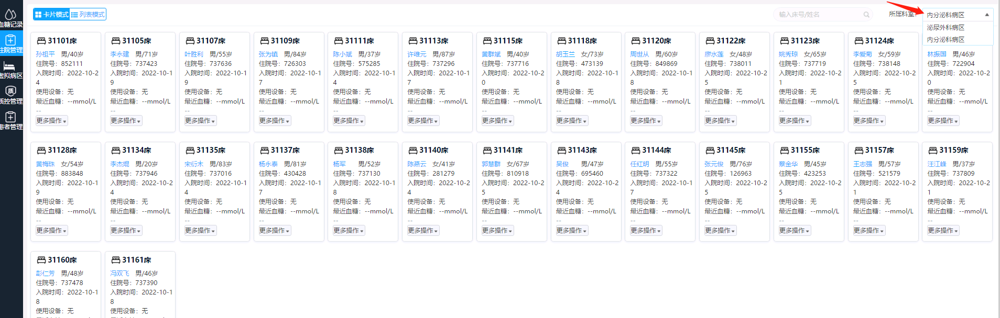 血糖记录
住院管理
虚拟病区
质控管理
患者管理
卡片模式 列表模式
输入床号/姓名
所属科室:
内分泌科病区
泌尿外科病区
内分泌科病区
31101床
孙祖平 男/40岁
住院号：852111
入院时间：2022-10-2
4
使用设备：无
最近血糖：--mmol/L
--
更多操作
31105床
李永建 男/71岁
住院号：737423
入院时间：2022-10-1
9
使用设备：无
最近血糖：--mmol/L
--
更多操作
31107床
叶胜利 男/55岁
住院号：737636
入院时间：2022-10-1
9
使用设备：无
最近血糖：--mmol/L
--
更多操作
31109床
张为镇 男/84岁
住院号：726303
入院时间：2022-10-1
7
使用设备：无
最近血糖：--mmol/L
--
更多操作
31111床
陈小斌 男/37岁
住院号：575285
入院时间：2022-10-1
4
使用设备：无
最近血糖：--mmol/L
--
更多操作
31113床
许维元 男/87岁
住院号：737296
入院时间：2022-10-1
7
使用设备：无
最近血糖：--mmol/L
--
更多操作
31115床
黄群斌 男/40岁
住院号：737716
入院时间：2022-10-2
0
使用设备：无
最近血糖：--mmol/L
--
更多操作
31118床
胡玉兰 女/73岁
住院号：473139
入院时间：2022-10-1
8
使用设备：无
最近血糖：--mmol/L
--
更多操作
31120床
周世从 男/60岁
住院号：849869
入院时间：2022-10-1
8
使用设备：无
最近血糖：--mmol/L
--
更多操作
31122床
廖水莲 女/48岁
住院号：738011
入院时间：2022-10-2
5
使用设备：无
最近血糖：--mmol/L
--
更多操作
31123床
姚秀琼 女/65岁
住院号：737719
入院时间：2022-10-2
1
使用设备：无
最近血糖：--mmol/L
--
更多操作
31124床
李爱菊 女/59岁
住院号：738148
入院时间：2022-10-2
5
使用设备：无
最近血糖：--mmol/L
--
更多操作
林振国 男/46岁
住院号：722904
入院时间：2022-10-2
0
使用设备：无
最近血糖：--mmol/L
--
更多操作
31128床
黄梅珠 女/54岁
住院号：883848
入院时间：2022-10-1
9
使用设备：无
最近血糖：--mmol/L
--
更多操作
31134床
李杰焜 男/20岁
住院号：737946
入院时间：2022-10-2
4
使用设备：无
最近血糖：--mmol/L
--
更多操作
31135床
宋衍木 男/83岁
住院号：737016
入院时间：2022-10-1
4
使用设备：无
最近血糖：--mmol/L
--
更多操作
31137床
杨永泰 男/81岁
住院号：430428
入院时间：2022-10-1
7
使用设备：无
最近血糖：--mmol/L
--
更多操作
31138床
杨军 男/52岁
住院号：737130
入院时间：2022-10-1
8
使用设备：无
最近血糖：--mmol/L
--
更多操作
31140床
陈燕云 女/41岁
住院号：281279
入院时间：2022-10-2
4
使用设备：无
最近血糖：--mmol/L
--
更多操作
31141床
郭慧群 女/67岁
住院号：810918
入院时间：2022-10-2
5
使用设备：无
最近血糖：--mmol/L
--
更多操作
31143床
吴俊 男/47岁
住院号：695460
入院时间：2022-10-2
4
使用设备：无
最近血糖：--mmol/L
--
更多操作
31144床
任红明 男/55岁
住院号：737322
入院时间：2022-10-1
7
使用设备：无
最近血糖：--mmol/L
--
更多操作
31145床
张元俊 男/76岁
住院号：126963
入院时间：2022-10-2
5
使用设备：无
最近血糖：--mmol/L
--
更多操作
31155床
蔡金华 男/45岁
住院号：423253
入院时间：2022-10-2
5
使用设备：无
最近血糖：--mmol/L
--
更多操作
31157床
王志强 男/57岁
住院号：521579
入院时间：2022-10-2
1
使用设备：无
最近血糖：--mmol/L
--
更多操作
31159床
汪江峰 男/37岁
住院号：737809
入院时间：2022-10-2
1
使用设备：无
最近血糖：--mmol/L
--
更多操作
31160床
彭仁芳 男/48岁
住院号：737478
入院时间：2022-10-1
8
使用设备：无
31161床
冯双飞 男/46岁
住院号：737390
入院时间：2022-10-1
8
使用设备：无